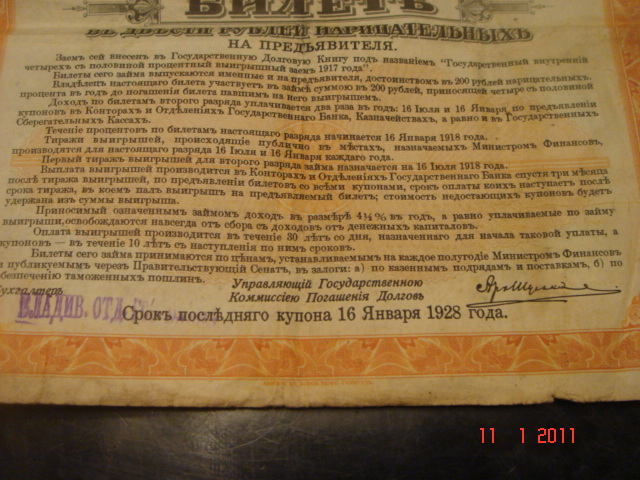 БИЛЕТЪ
ВЪ ДВѢСТИ РУБЛЕЙ НАРИЦАТЕЛЬНЫХЪ
НА ПРЕДЪЯВИТЕЛЯ.
Заемъ сей внесенъ въ Государственную Долговую Книгу подъ названіемъ "Государственный внутренній
четырехъ съ половиной процентный выигрышный заемъ 1917 года".
Билеты сего займа выпускаются именные и на предъявителя, достоинствомъ въ 200 рублей нарицательныхъ.
Владѣлецъ настоящаго билета участвуетъ въ займѣ суммою въ 200 рублей, приносящей четыре съ половиной
процента въ годъ до погашенія билета павшимъ на него выигрышемъ.
Доходъ по билетамъ второго разряда уплачивается два раза въ годъ: 16 Іюля и 16 Января, по предъявленіи
купоновъ въ Конторахъ и Отдѣленіяхъ Государственнаго Банка, Казначействахъ, а равно и въ Государственныхъ
Сберегательныхъ Кассахъ.
Теченіе процентовъ по билетамъ настоящаго разряда начинается 16 Января 1918 года.
Тиражи выигрышей, происходящіе публично въ мѣстахъ, назначаемыхъ Министромъ Финансовъ,
производятся для настоящаго разряда 16 Іюля и 16 Января каждаго года.
Первый тиражъ выигрышей для второго разряда займа назначается на 16 Іюля 1918 года.
Выплата выигрышей производится въ Конторахъ и Отдѣленіяхъ Государственнаго Банка спустя три мѣсяца
послѣ тиража выигрышей, по предъявленіи билетовъ со всѣми купонами, срокъ оплаты коихъ наступаетъ послѣ
срока тиража, въ коемъ палъ выигрышъ на предъявляемый билетъ; стоимость недостающихъ купоновъ будетъ
удержана изъ суммы выигрыша.
Приносимый означеннымъ займомъ доходъ въ размѣрѣ 4½% въ годъ, а равно уплачиваемые по займу
выигрыши, освобождаются навсегда отъ сбора съ доходовъ отъ денежныхъ капиталовъ.
Оплата выигрышей производится въ теченіе 30 лѣтъ со дня, назначеннаго для начала таковой уплаты, а
купоновъ — въ теченіе 10 лѣтъ съ наступленія по нимъ сроковъ.
Билеты сего займа принимаются по цѣнамъ, устанавливаемымъ на каждое полугодіе Министромъ Финансовъ
и публикуемымъ черезъ Правительствующій Сенатъ, въ залоги: а) по казеннымъ подрядамъ и поставкамъ, б) по
безпеченію таможенныхъ пошлинъ.
Управляющій Государственною
Коммиссіею Погашенія Долговъ
Бухгалтеръ
ВЛАДИВ. ОТД.
Срокъ послѣдняго купона 16 Января 1928 года.
11 1 2011